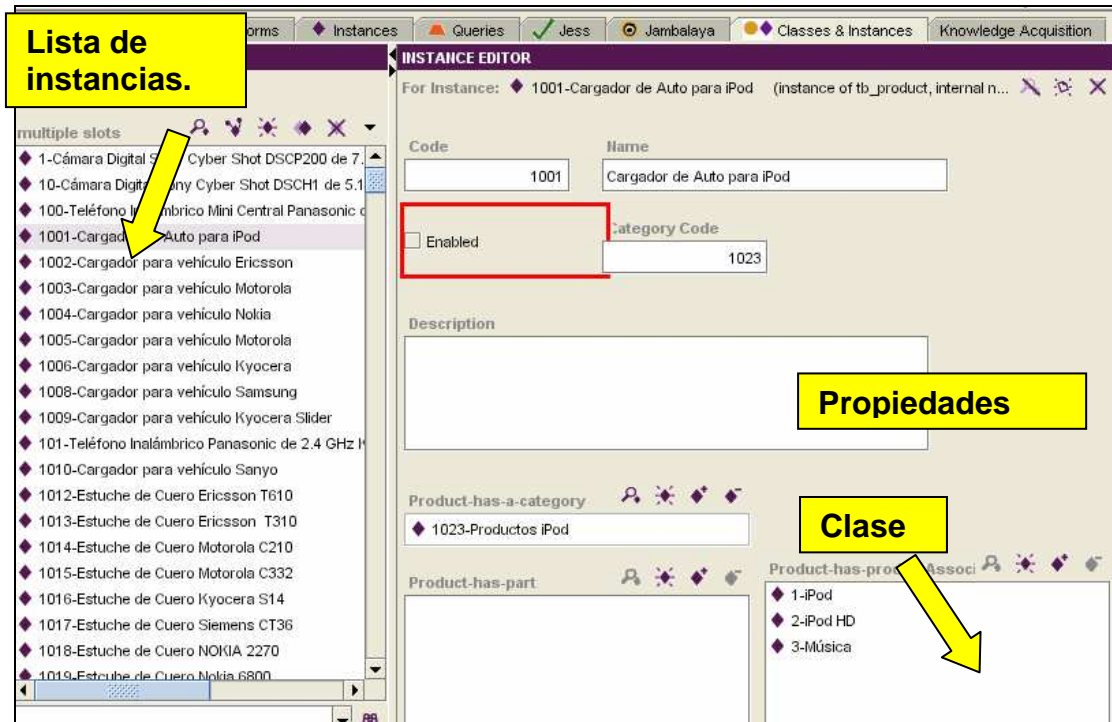 Lista de
instancias.
orms
Instances
Queries
Jess
Jambalaya
Classes & Instances
Knowledge Acquisition
INSTANCE EDITOR
For Instance: 1001-Cargador de Auto para iPod (instance of tb_product, internal n...
multiple slots
1-Cámara Digital S Cyber Shot DSCP200 de 7.
10-Cámara Digit ony Cyber Shot DSCH1 de 5.1
100-Teléfono I mbrico Mini Central Panasonic
1001-Cargad Auto para iPod
1002-Cargador para vehículo Ericsson
1003-Cargador para vehículo Motorola
1004-Cargador para vehículo Nokia
1005-Cargador para vehículo Motorola
1006-Cargador para vehículo Kyocera
1008-Cargador para vehículo Samsung
1009-Cargador para vehículo Kyocera Slider
101-Teléfono Inalámbrico Panasonic de 2.4 GHz
1010-Cargador para vehículo Sanyo
1012-Estuche de Cuero Ericsson T610
1013-Estuche de Cuero Ericsson T310
1014-Estuche de Cuero Motorola C210
1015-Estuche de Cuero Motorola C332
1016-Estuche de Cuero Kyocera S14
1017-Estuche de Cuero Siemens CT36
1018-Estuche de Cuero NOKIA 2270
1019-Estcuhe de Cuero Nokia 6800
Code
1001
Name
Cargador de Auto para iPod
Enabled
Category Code
1023
Description
Propiedades
Product-has-a-category
1023-Productos iPod
Clase
Product-has-part
Product-has-produ Associ
1-iPod
2-iPod HD
3-Música